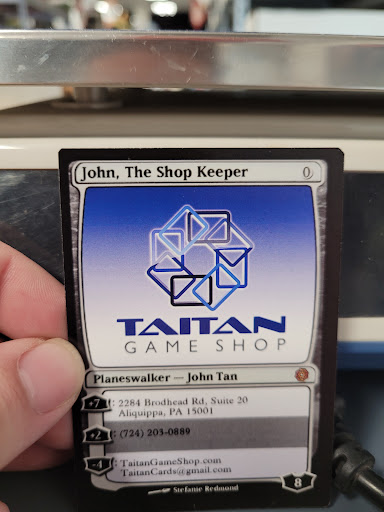 John, The Shop Keeper 0
TAITAN
GAME SHOP
Planeswalker — John Tan
+7: 2284 Brodhead Rd, Suite 20
Aliquippa, PA 15001
+2: (724) 203-0889
-4: TaitanGameShop.com
TaitanCards@gmail.com
Stefanie Redmond
8